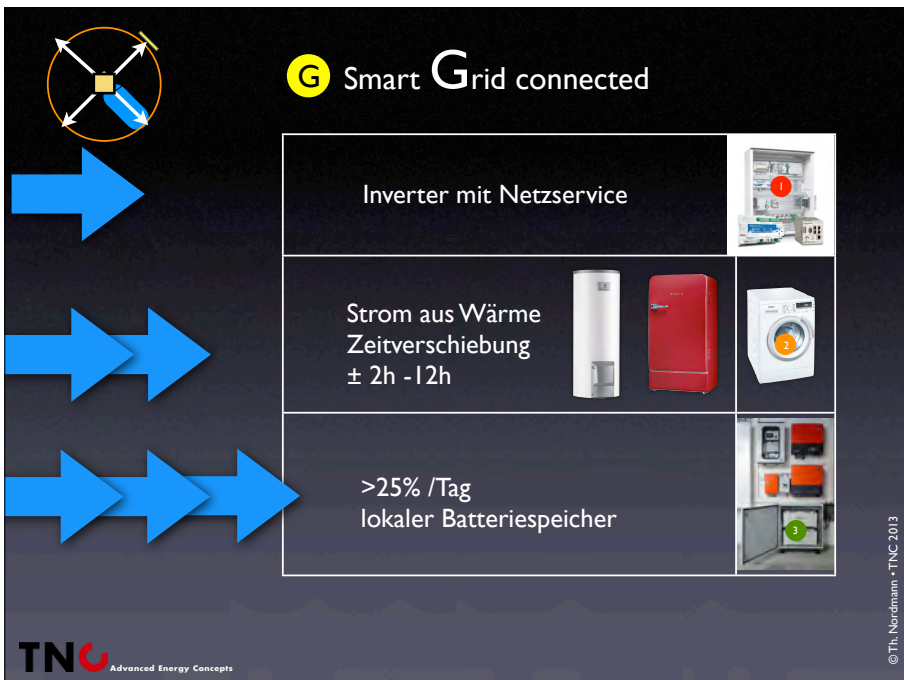 G Smart Grid connected
Inverter mit Netzservice
1
Strom aus Wärme
Zeitverschiebung
± 2h -12h
2
>25% /Tag
lokaler Batteriespeicher
3
© Th. Nordmann • TNC 2013
TNC Advanced Energy Concepts